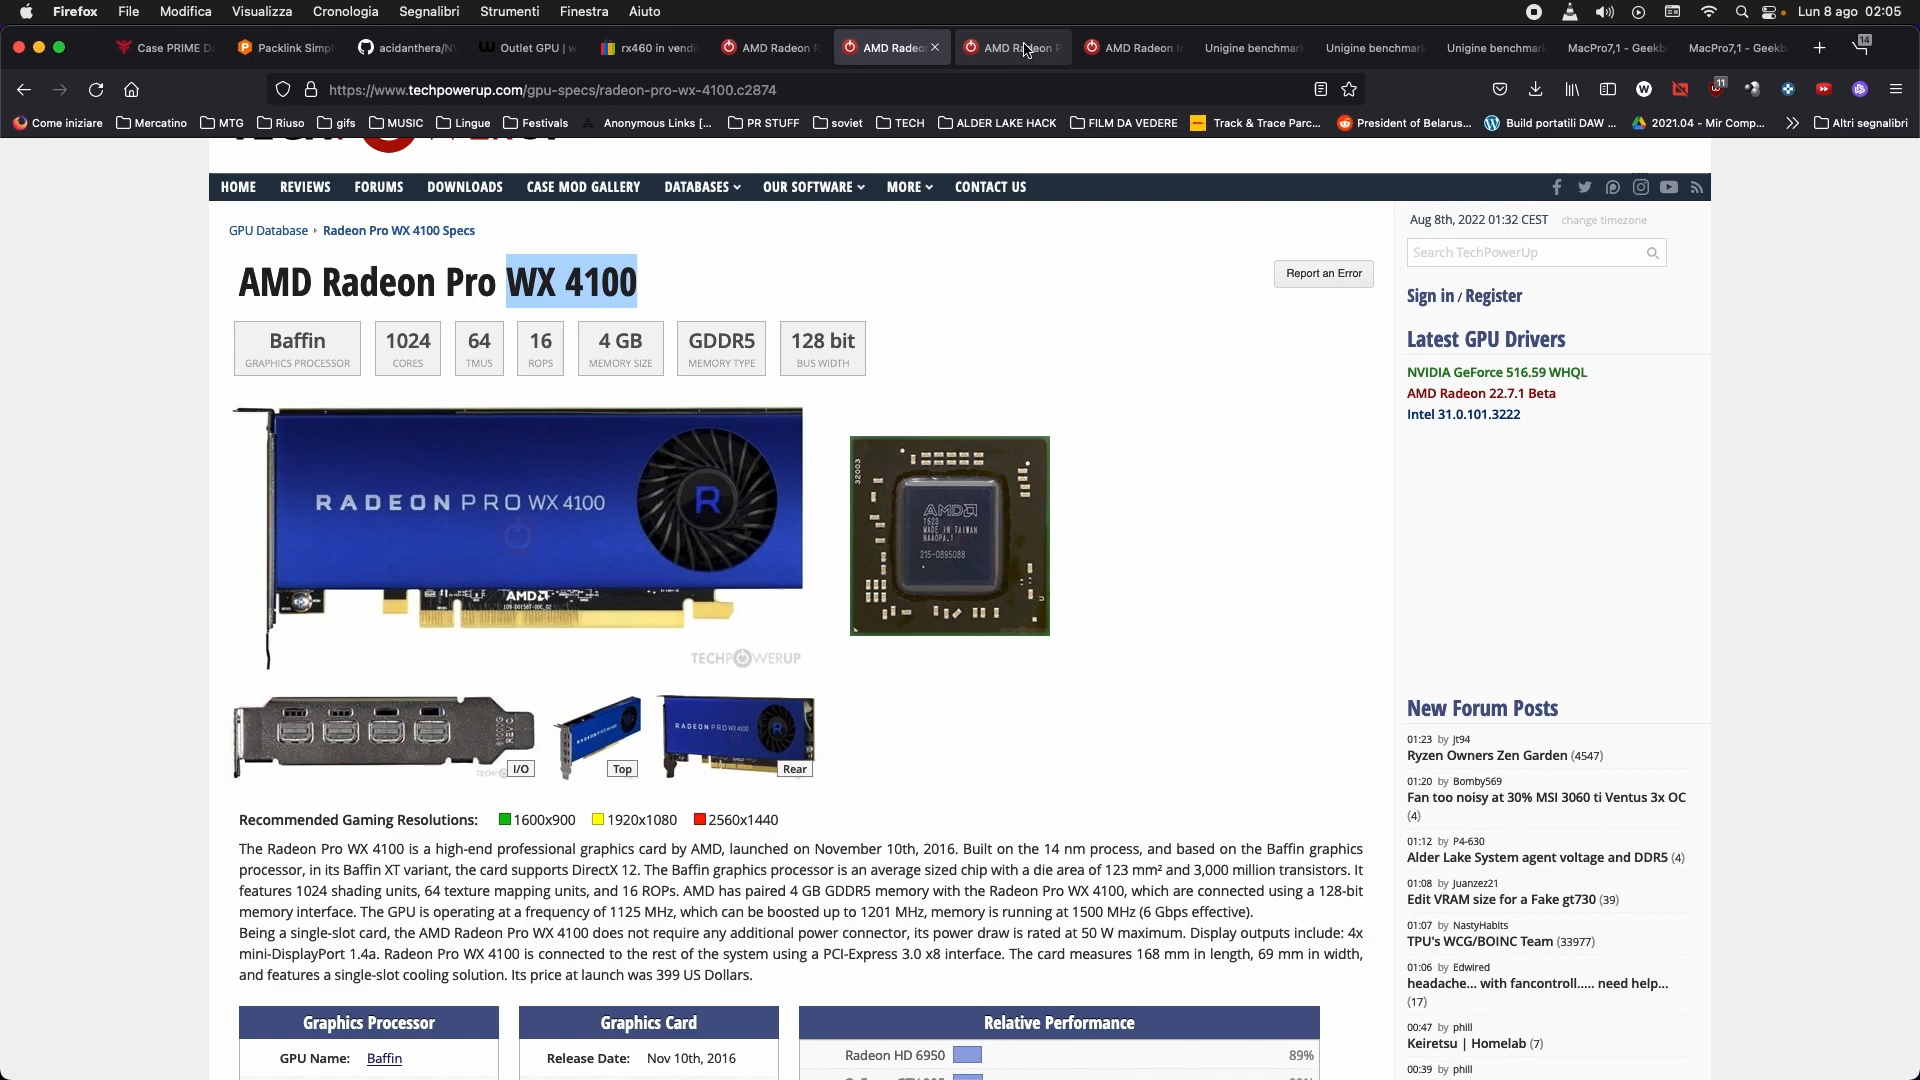 Firefox File Modifica Visualizza Cronologia Segnalibri Strumenti Finestra Aiuto Lun 8 ago 02:05
Case PRIME D Packlink Simpl acidanthera/N Outlet GPU | w rx460 in vendi AMD Radeon R AMD Radeon AMD Radeon P AMD Radeon I Unigine benchmar Unigine benchmar Unigine benchmar MacPro7,1 - Geekb MacPro7,1 - Geekb 14
https://www.techpowerup.com/gpu-specs/radeon-pro-wx-4100.c2874 11
Come iniziare Mercatino MTG Riuso gifs MUSIC Lingue Festivals Anonymous Links [... PR STUFF soviet TECH ALDER LAKE HACK FILM DA VEDERE Track & Trace Parc... President of Belarus... Build portatili DAW ... 2021.04 - Mir Comp... Altri segnalibri
HOME REVIEWS FORUMS DOWNLOADS CASE MOD GALLERY DATABASES OUR SOFTWARE MORE CONTACT US
GPU Database › Radeon Pro WX 4100 Specs
AMD Radeon Pro WX 4100
Report an Error
Baffin 1024 64 16 4 GB GDDR5 128 bit
GRAPHICS PROCESSOR CORES TMUS ROPS MEMORY SIZE MEMORY TYPE BUS WIDTH
RADEON PRO WX 4100
R
AMD
TECHPOWERUP
32003
AMD
1623
MADE IN TAIWAN
NAAOPA.1
215-0895088
I/O
Top
RADEON PRO WX 4100
Rear
Recommended Gaming Resolutions: 1600x900 1920x1080 2560x1440
The Radeon Pro WX 4100 is a high-end professional graphics card by AMD, launched on November 10th, 2016. Built on the 14 nm process, and based on the Baffin graphics
processor, in its Baffin XT variant, the card supports DirectX 12. The Baffin graphics processor is an average sized chip with a die area of 123 mm² and 3,000 million transistors. It
features 1024 shading units, 64 texture mapping units, and 16 ROPs. AMD has paired 4 GB GDDR5 memory with the Radeon Pro WX 4100, which are connected using a 128-bit
memory interface. The GPU is operating at a frequency of 1125 MHz, which can be boosted up to 1201 MHz, memory is running at 1500 MHz (6 Gbps effective).
Being a single-slot card, the AMD Radeon Pro WX 4100 does not require any additional power connector, its power draw is rated at 50 W maximum. Display outputs include: 4x
mini-DisplayPort 1.4a. Radeon Pro WX 4100 is connected to the rest of the system using a PCI-Express 3.0 x8 interface. The card measures 168 mm in length, 69 mm in width,
and features a single-slot cooling solution. Its price at launch was 399 US Dollars.
Graphics Processor
GPU Name: Baffin
Graphics Card
Release Date: Nov 10th, 2016
Relative Performance
Radeon HD 6950 89%
Aug 8th, 2022 01:32 CEST change timezone
Search TechPowerUp
Sign in / Register
Latest GPU Drivers
NVIDIA GeForce 516.59 WHQL
AMD Radeon 22.7.1 Beta
Intel 31.0.101.3222
New Forum Posts
01:23 by jt94
Ryzen Owners Zen Garden (4547)
01:20 by Bomby569
Fan too noisy at 30% MSI 3060 ti Ventus 3x OC
(4)
01:12 by P4-630
Alder Lake System agent voltage and DDR5 (4)
01:08 by Juanzez21
Edit VRAM size for a Fake gt730 (39)
01:07 by NastyHabits
TPU's WCG/BOINC Team (33977)
01:06 by Edwired
headache... with fancontroll..... need help...
(17)
00:47 by phill
Keiretsu | Homelab (7)
00:39 by phill